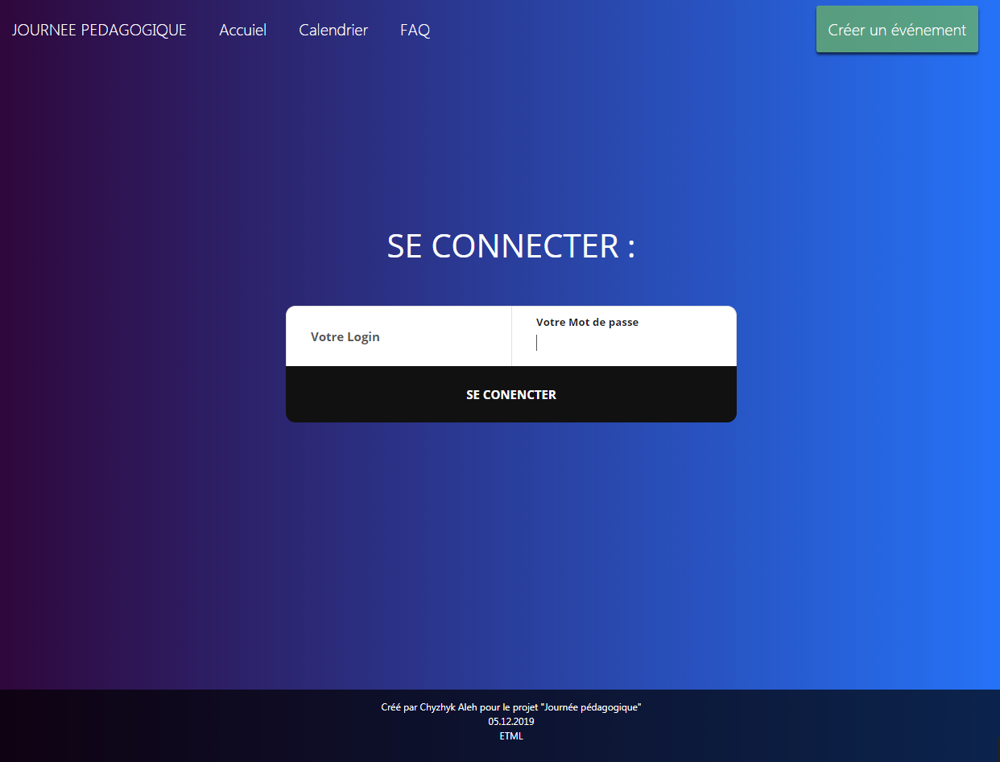 JOURNEE PEDAGOGIQUE Accuiel Calendrier FAQ Créer un événement
SE CONNECTER :
Votre Login Votre Mot de passe
SE CONENCTER
Créé par Chyzhyk Aleh pour le projet "Journée pédagogique"
05.12.2019
ETML